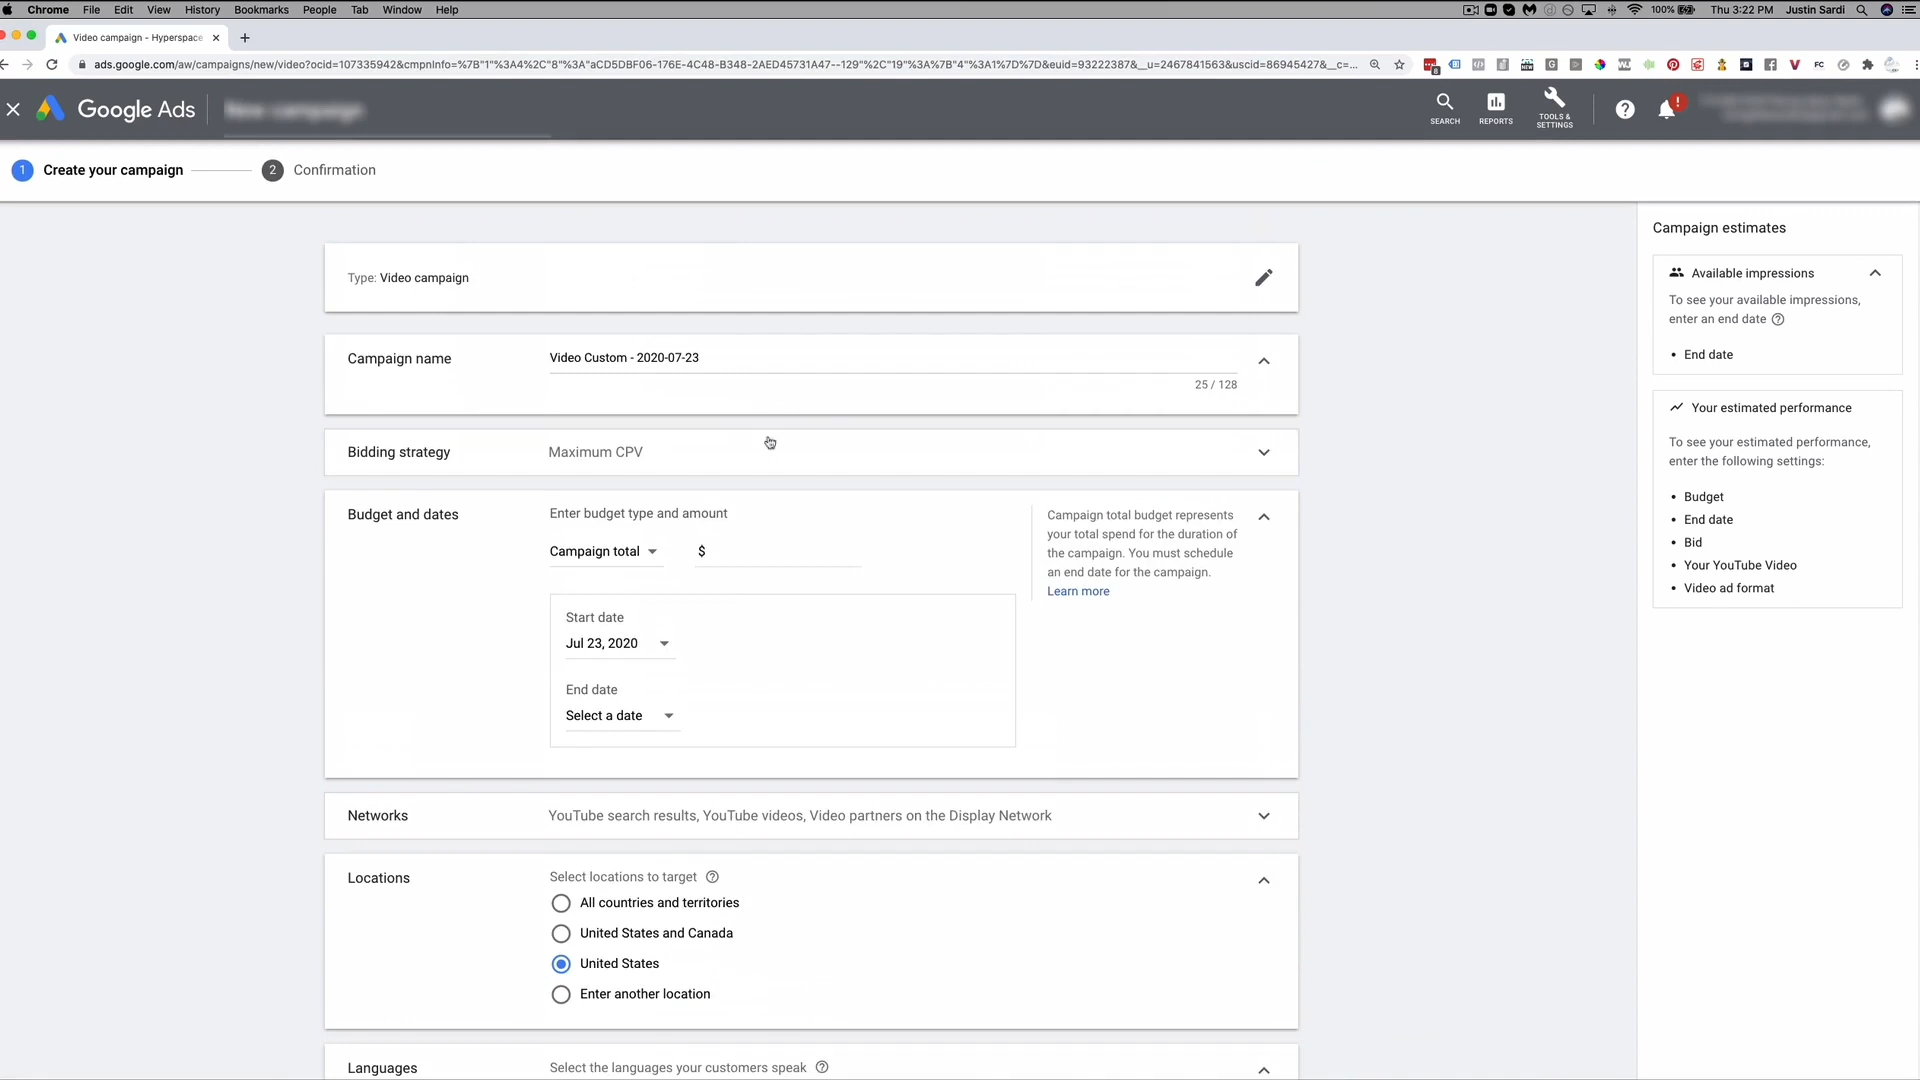 Chrome File Edit View History Bookmarks People Tab Window Help
100% Thu 3:22 PM Justin Sardi
Video campaign - Hyperspace
ads.google.com/aw/campaigns/new/video?ocid=107335942&cmpnInfo=%7B"1"%3A4%2C"8"%3A"aCD5DBF06-176E-4C48-B348-2AED45731A47--129"%2C"19"%3A%7B"4"%3A1%7D%7D&euid=93222387&__u=2467841563&uscid=86945427&__c=...
Google Ads
New campaign
SEARCH
REPORTS
TOOLS &
SETTINGS
1 Create your campaign
2 Confirmation
Type: Video campaign
Campaign name
Video Custom - 2020-07-23
25 / 128
Bidding strategy
Maximum CPV
Budget and dates
Enter budget type and amount
Campaign total
$
Campaign total budget represents
your total spend for the duration of
the campaign. You must schedule
an end date for the campaign.
Learn more
Start date
Jul 23, 2020
End date
Select a date
Networks
YouTube search results, YouTube videos, Video partners on the Display Network
Locations
Select locations to target
All countries and territories
United States and Canada
United States
Enter another location
Languages
Select the languages your customers speak
Campaign estimates
Available impressions
To see your available impressions,
enter an end date
• End date
Your estimated performance
To see your estimated performance,
enter the following settings:
• Budget
• End date
• Bid
• Your YouTube Video
• Video ad format